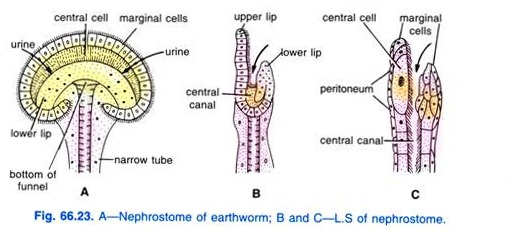 central cell
marginal cells
urine
urine
lower lip
narrow tube
bottom of
funnel
A
upper lip
lower lip
central
canal
B
central cell
marginal
cells
peritoneum
central canal
C
Fig. 66.23. A—Nephrostome of earthworm; B and C—L.S of nephrostome.